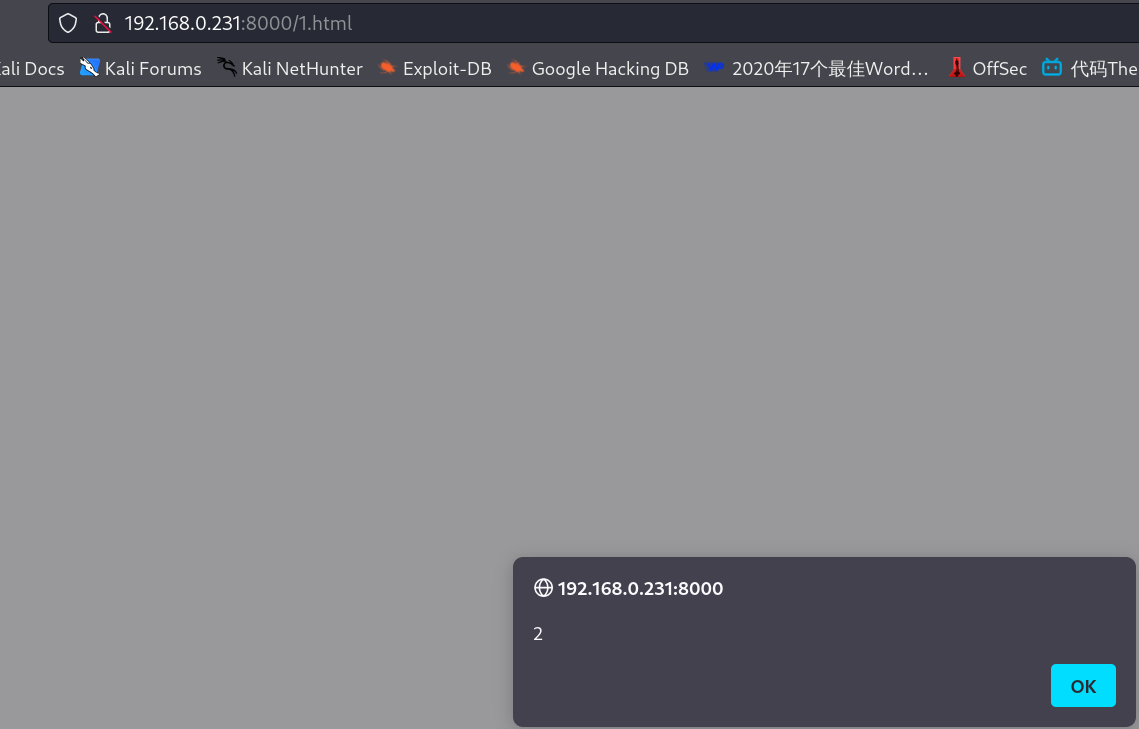 192.168.0.231:8000/1.html
ali Docs Kali Forums Kali NetHunter Exploit-DB Google Hacking DB 2020年17个最佳Word… OffSec 代码The
192.168.0.231:8000
2
OK